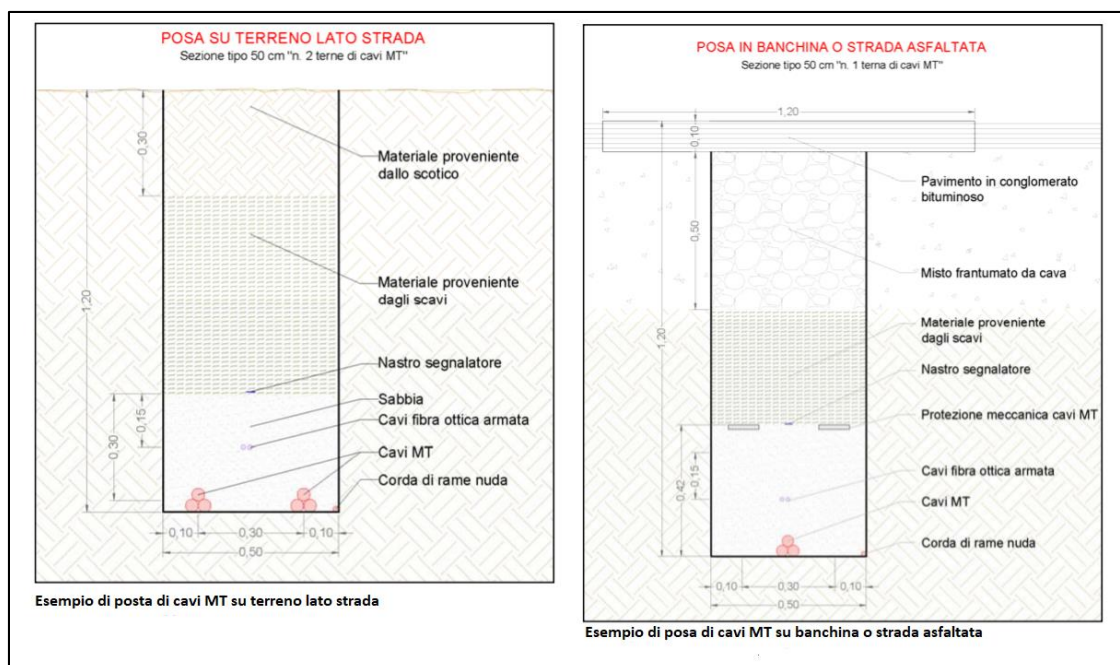 POSA SU TERRENO LATO STRADA
Sezione tipo 50 cm "n. 2 terne di cavi MT"
0,30
1,20
Materiale proveniente
dallo scotico
Materiale proveniente
dagli scavi
Nastro segnalatore
Sabbia
0,15
Cavi fibra ottica armata
0,30
Cavi MT
Corda di rame nuda
0,10
0,30
0,10
0,50
Esempio di posta di cavi MT su terreno lato strada
POSA IN BANCHINA O STRADA ASFALTATA
Sezione tipo 50 cm "n. 1 terna di cavi MT"
1,20
0,10
Pavimento in conglomerato
bituminoso
0,50
Misto frantumato da cava
1,20
Materiale proveniente
dagli scavi
Nastro segnalatore
Protezione meccanica cavi MT
0,15
Cavi fibra ottica armata
0,42
Cavi MT
Corda di rame nuda
0,10
0,30
0,10
0,50
Esempio di posa di cavi MT su banchina o strada asfaltata